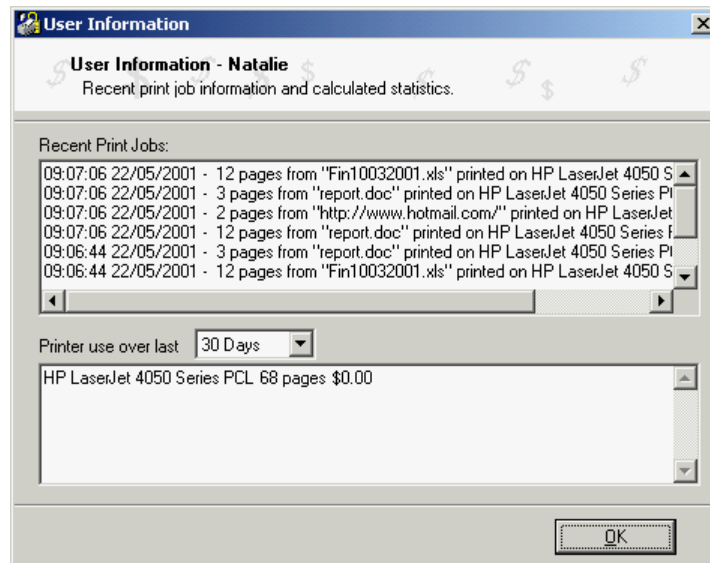 User Information
User Information - Natalie
Recent print job information and calculated statistics.
Recent Print Jobs:
09:07:06 22/05/2001 - 12 pages from "Fin10032001.xls" printed on HP LaserJet 4050 S
09:07:06 22/05/2001 - 3 pages from "report.doc" printed on HP LaserJet 4050 Series P
09:07:06 22/05/2001 - 2 pages from "http://www.hotmail.com/" printed on HP LaserJet
09:07:06 22/05/2001 - 12 pages from "report.doc" printed on HP LaserJet 4050 Series
09:06:44 22/05/2001 - 3 pages from "report.doc" printed on HP LaserJet 4050 Series P
09:06:44 22/05/2001 - 12 pages from "Fin10032001.xls" printed on HP LaserJet 4050 S
Printer use over last 30 Days
HP LaserJet 4050 Series PCL 68 pages $0.00
OK